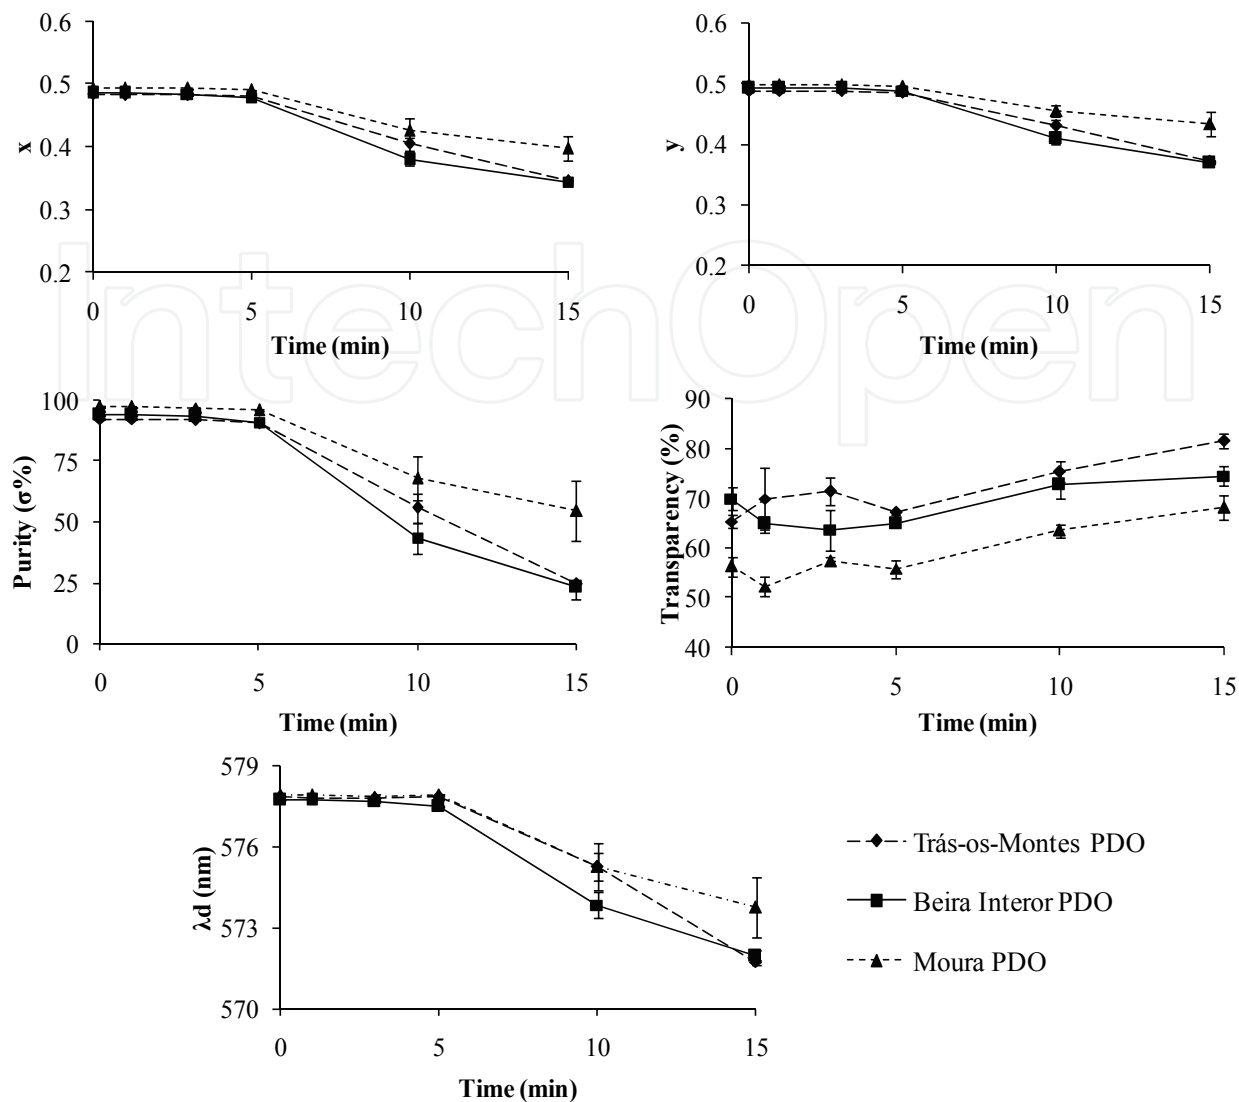 0.6
0.5
0.4
0.3
0.2
x
0 5 10 15
Time (min)
0.6
0.5
0.4
0.3
0.2
y
0 5 10 15
Time (min)
100
75
50
25
0
Purity (σ%)
0 5 10 15
Time (min)
90
80
70
60
50
40
Transparency (%)
0 5 10 15
Time (min)
579
576
573
570
λd (nm)
0 5 10 15
Time (min)
Trás-os-Montes PDO
Beira Interor PDO
Moura PDO
IntechOpen